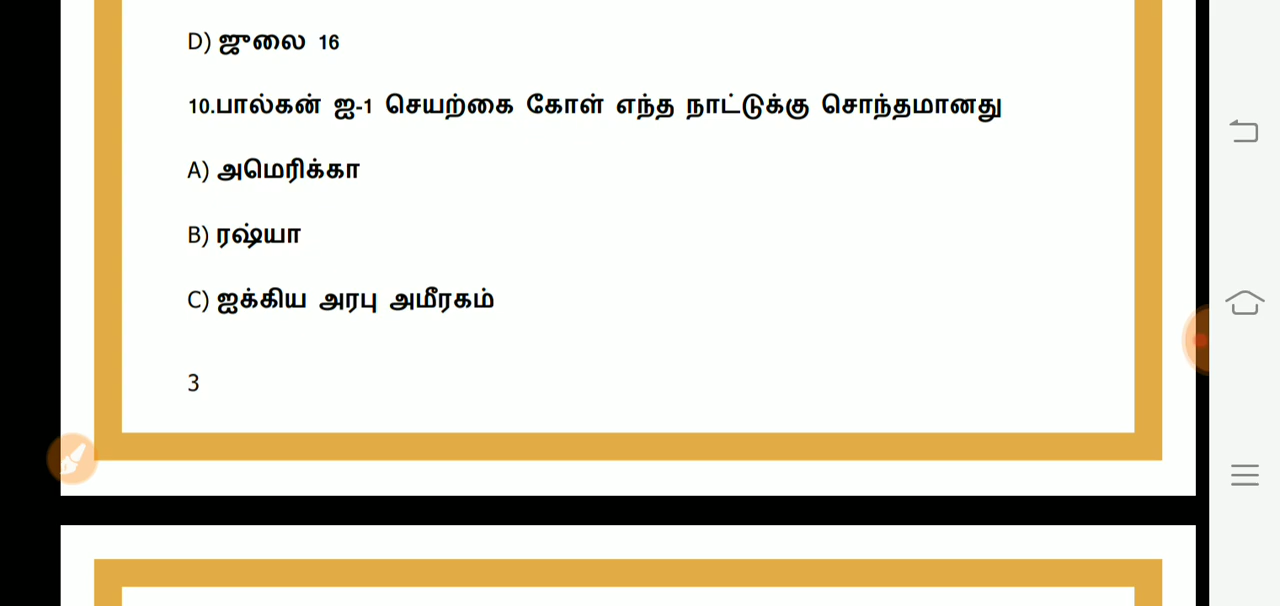 D) ஜுலை 16
10.பால்கன் ஐ-1 செயற்கை கோள் எந்த நாட்டுக்கு சொந்தமானது
A) அமெரிக்கா
B) ரஷ்யா
C) ஐக்கிய அரபு அமீரகம்
3